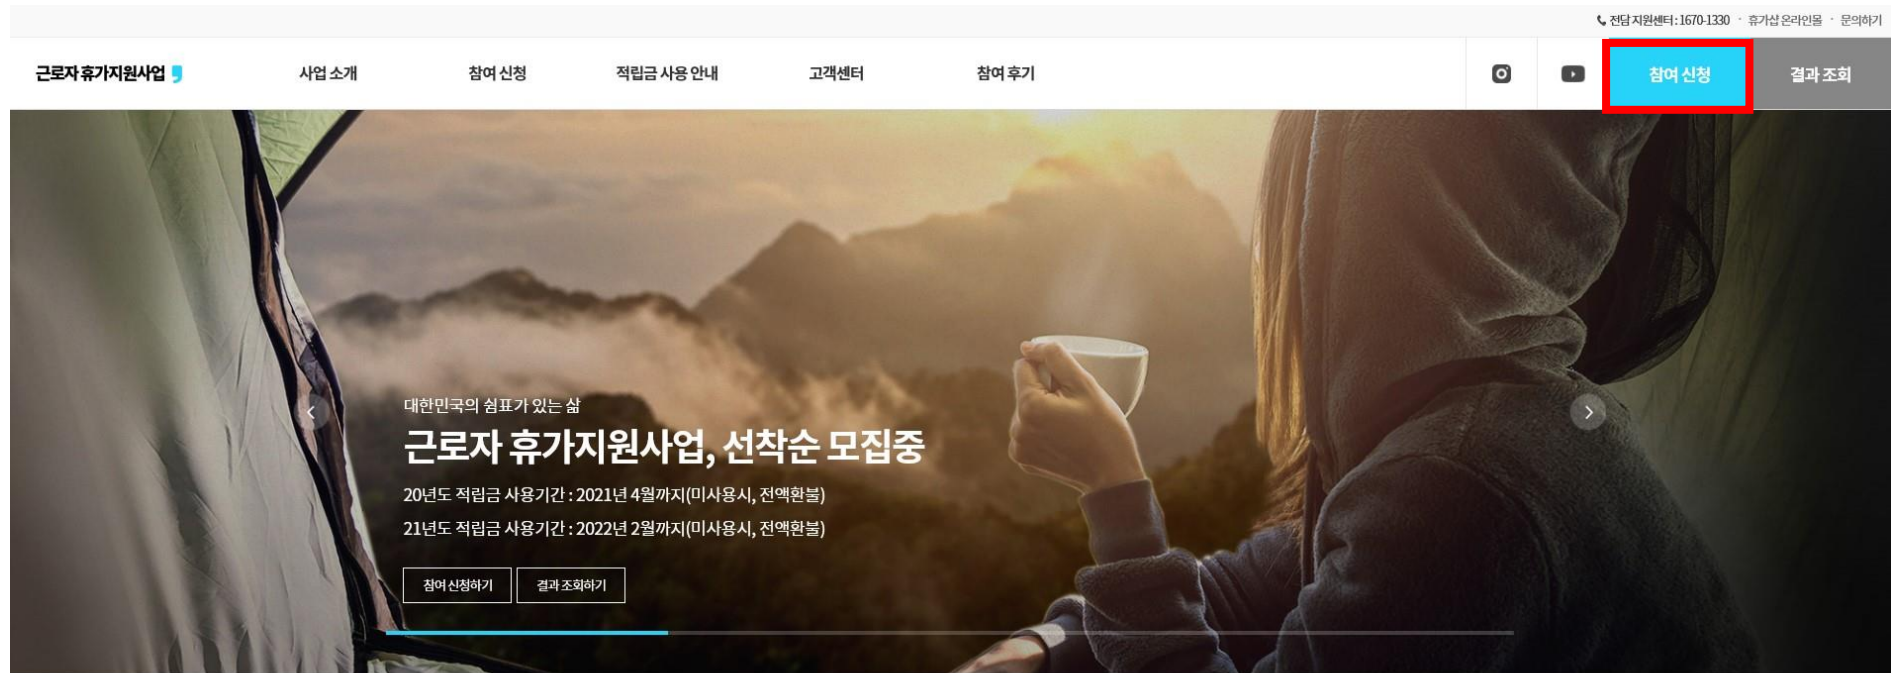 전담 지원센터 : 1670-1330 · 휴가샵 온라인몰 · 문의하기
근로자 휴가지원사업 사업 소개 참여 신청 적립금 사용 안내 고객센터 참여 후기 참여 신청 결과 조회
대한민국의 쉼표가 있는 삶
근로자 휴가지원사업, 선착순 모집중
20년도 적립금 사용기간 : 2021년 4월까지(미사용시, 전액환불)
21년도 적립금 사용기간 : 2022년 2월까지(미사용시, 전액환불)
참여 신청하기 결과 조회하기